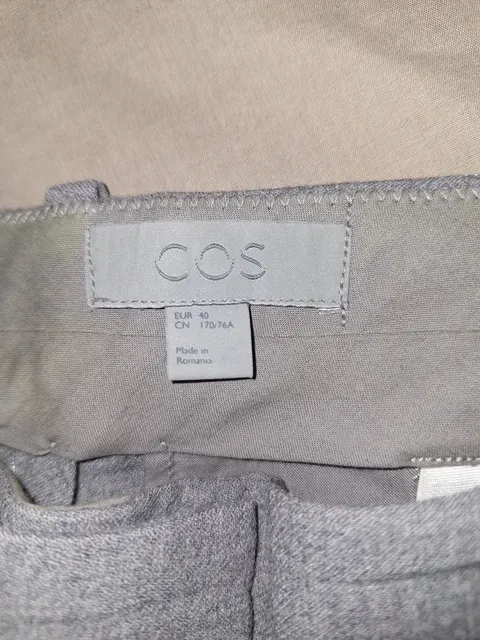 COS
EUR 40
CN 170/76A
Made in
Romania